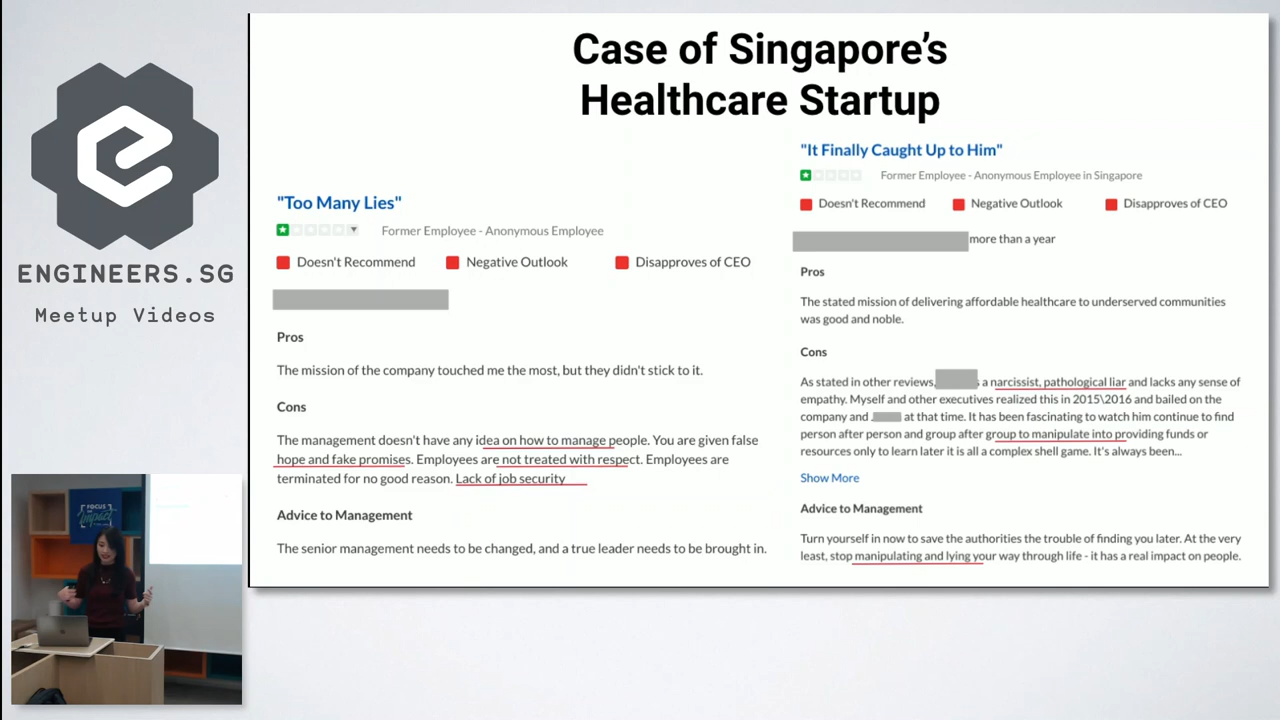 ENGINEERS.SG
Meetup Videos
Case of Singapore’s
Healthcare Startup
"Too Many Lies"
Former Employee - Anonymous Employee
Doesn't Recommend Negative Outlook Disapproves of CEO
Pros
The mission of the company touched me the most, but they didn't stick to it.
Cons
The management doesn't have any idea on how to manage people. You are given false
hope and fake promises. Employees are not treated with respect. Employees are
terminated for no good reason. Lack of job security
Advice to Management
The senior management needs to be changed, and a true leader needs to be brought in.
"It Finally Caught Up to Him"
Former Employee - Anonymous Employee in Singapore
Doesn't Recommend Negative Outlook Disapproves of CEO
more than a year
Pros
The stated mission of delivering affordable healthcare to underserved communities
was good and noble.
Cons
As stated in other reviews, a narcissist, pathological liar and lacks any sense of
empathy. Myself and other executives realized this in 2015\2016 and bailed on the
company and at that time. It has been fascinating to watch him continue to find
person after person and group after group to manipulate into providing funds or
resources only to learn later it is all a complex shell game. It's always been...
Show More
Advice to Management
Turn yourself in now to save the authorities the trouble of finding you later. At the very
least, stop manipulating and lying your way through life - it has a real impact on people.
FOCUS
impact